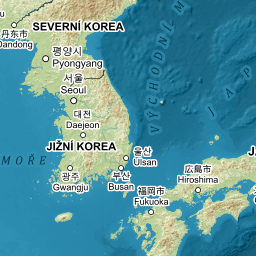 SEVERNÍ KOREA
丹东市
Dandong
평양시
Pyongyang
서울
Seoul
VÝCHODNÍ
대전
Daejeon
JIŽNÍ KOREA
MOŘE
울산
Ulsan
광주
Gwangju
부산
Busan
広島市
Hiroshima
福岡市
Fukuoka